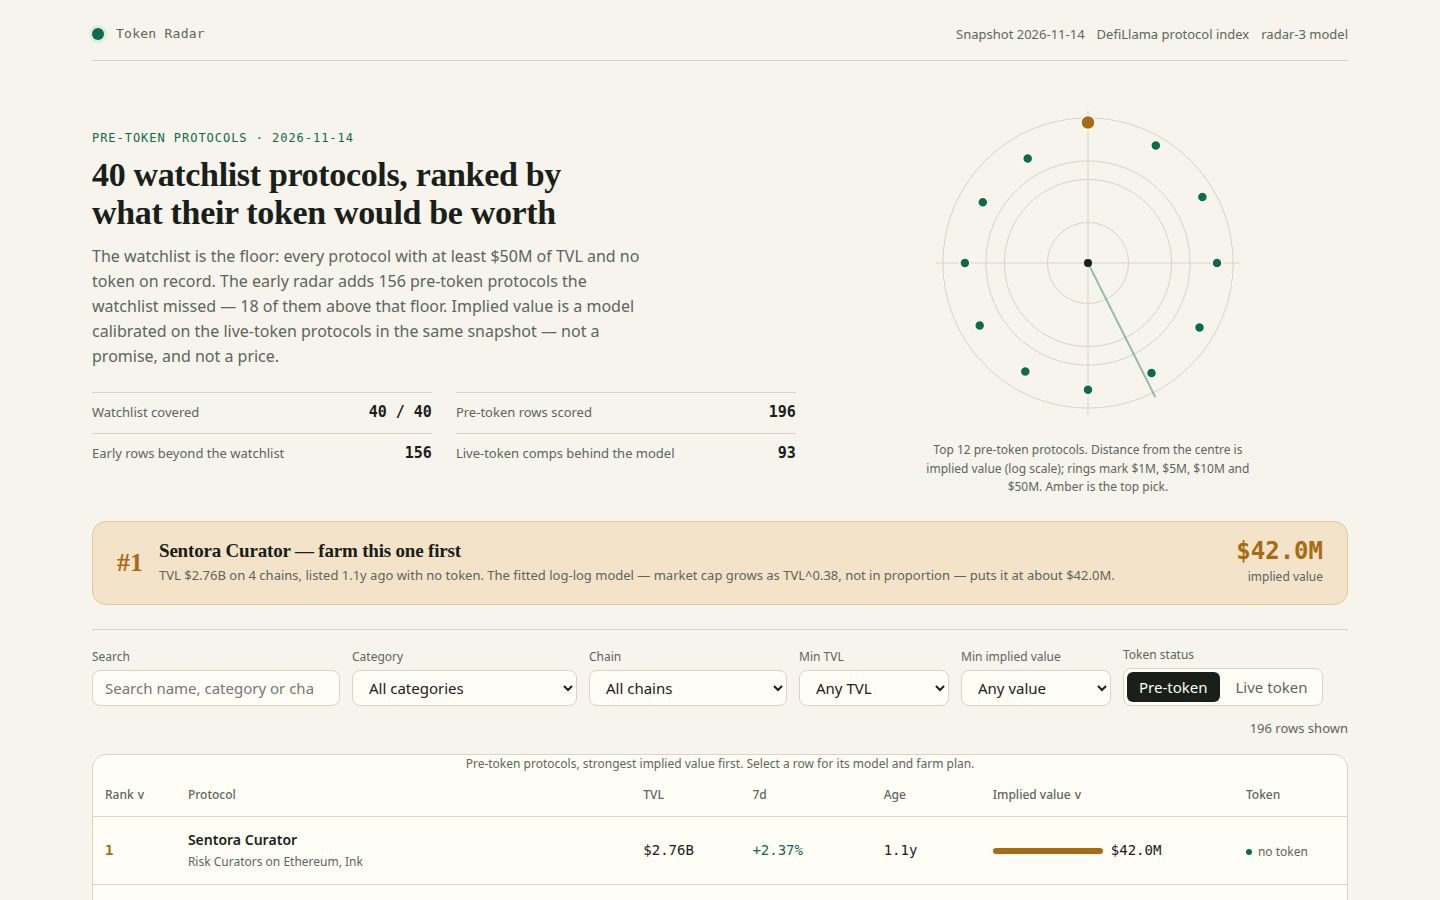 Token Radar
Snapshot 2026-11-14 DefiLlama protocol index radar-3 model
PRE-TOKEN PROTOCOLS · 2026-11-14
40 watchlist protocols, ranked by
what their token would be worth
The watchlist is the floor: every protocol with at least $50M of TVL and no
token on record. The early radar adds 156 pre-token protocols the
watchlist missed — 18 of them above that floor. Implied value is a model
calibrated on the live-token protocols in the same snapshot — not a
promise, and not a price.
Watchlist covered 40 / 40
Pre-token rows scored 196
Early rows beyond the watchlist 156
Live-token comps behind the model 93
Top 12 pre-token protocols. Distance from the centre is
implied value (log scale); rings mark $1M, $5M, $10M and
$50M. Amber is the top pick.
#1
Sentora Curator — farm this one first
TVL $2.76B on 4 chains, listed 1.1y ago with no token. The fitted log-log model — market cap grows as TVL^0.38, not in proportion — puts it at about $42.0M.
$42.0M
implied value
Search Category Chain Min TVL Min implied value Token status
Search name, category or cha All categories All chains Any TVL Any value Pre-token Live token
196 rows shown
Pre-token protocols, strongest implied value first. Select a row for its model and farm plan.
Rank v Protocol TVL 7d Age Implied value v Token
1 Sentora Curator $2.76B +2.37% 1.1y $42.0M no token
Risk Curators on Ethereum, Ink